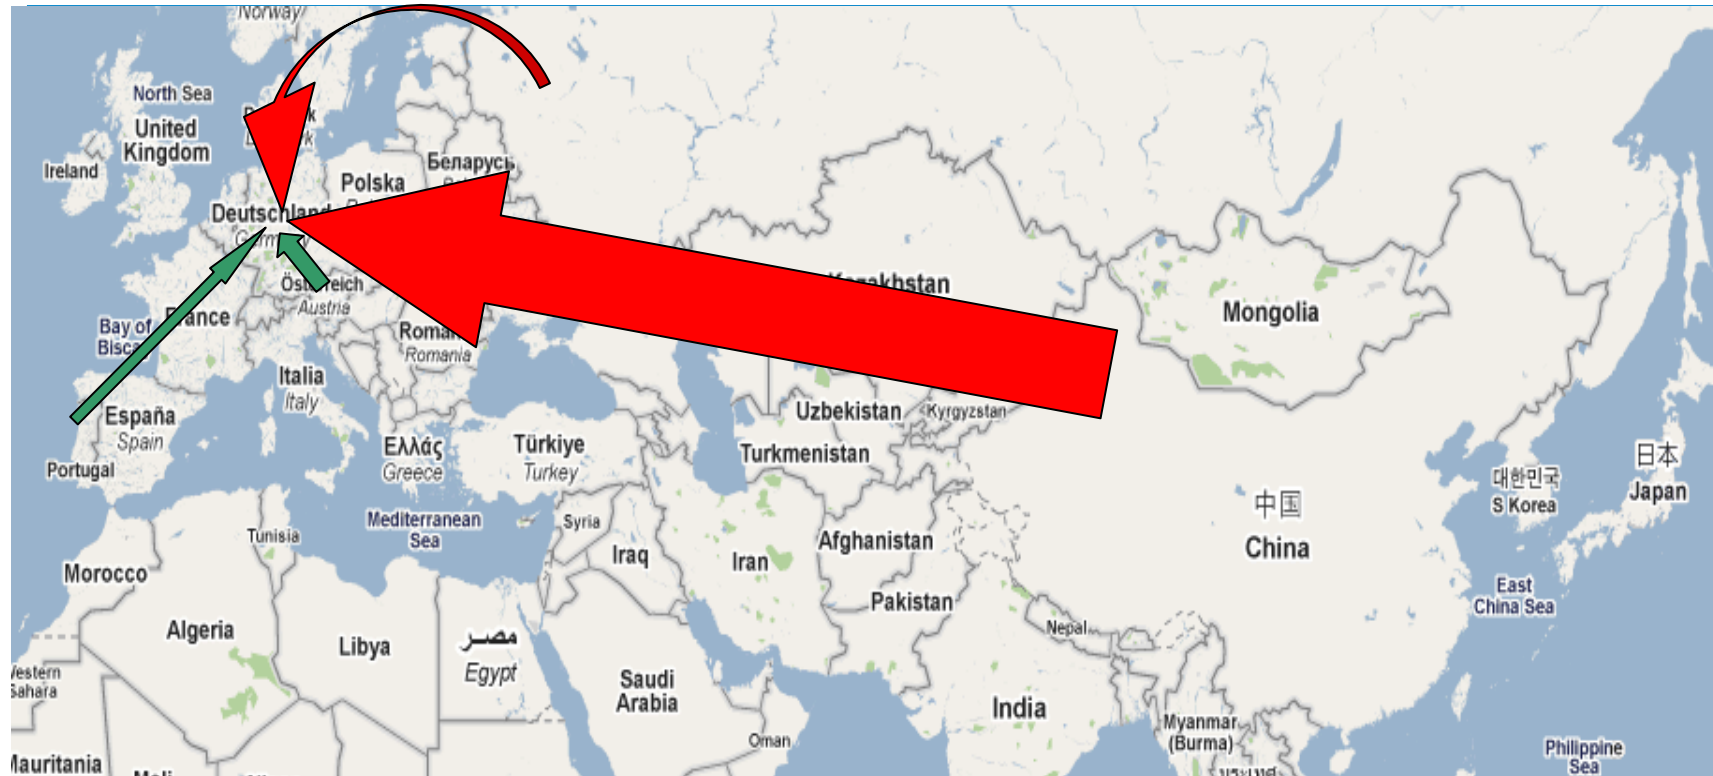 Norway
North Sea
United
Kingdom
Ireland
Беларусь
Polska
Deutschland
Germany
Österreich
Austria
France
Bay of
Biscay
Romania
Italia
Italy
España
Spain
Portugal
Ελλάς
Greece
Türkiye
Turkey
Kazakhstan
Uzbekistan
Kyrgyzstan
Turkmenistan
Mongolia
中国
China
대한민국
S Korea
日本
Japan
East
China Sea
Philippine
Sea
Mediterranean
Sea
Syria
Iraq
Iran
Afghanistan
Pakistan
Nepal
India
Myanmar
(Burma)
Tunisia
Morocco
Algeria
Libya
مصر
Egypt
Saudi
Arabia
Oman
Western
Sahara
Mauritania